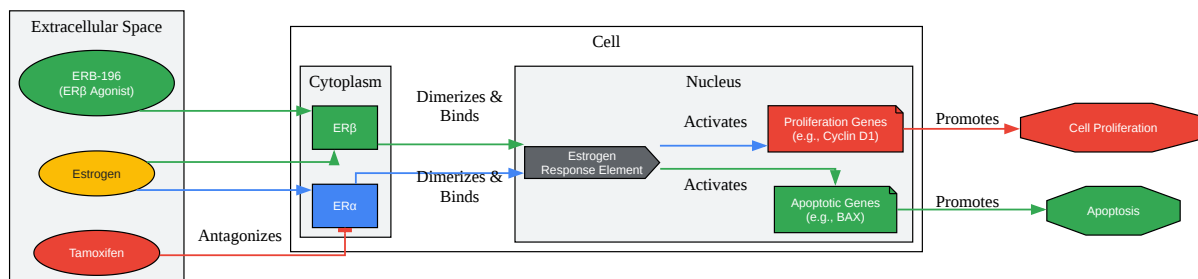 Extracellular Space
ERB-196
(ERβ Agonist)
Estrogen
Tamoxifen
Antagonizes
Cell
Cytoplasm
ERβ
ERα
Dimerizes &
Binds
Dimerizes &
Binds
Nucleus
Estrogen
Response Element
Activates
Activates
Proliferation Genes
(e.g., Cyclin D1)
Apoptotic Genes
(e.g., BAX)
Promotes
Promotes
Cell Proliferation
Apoptosis